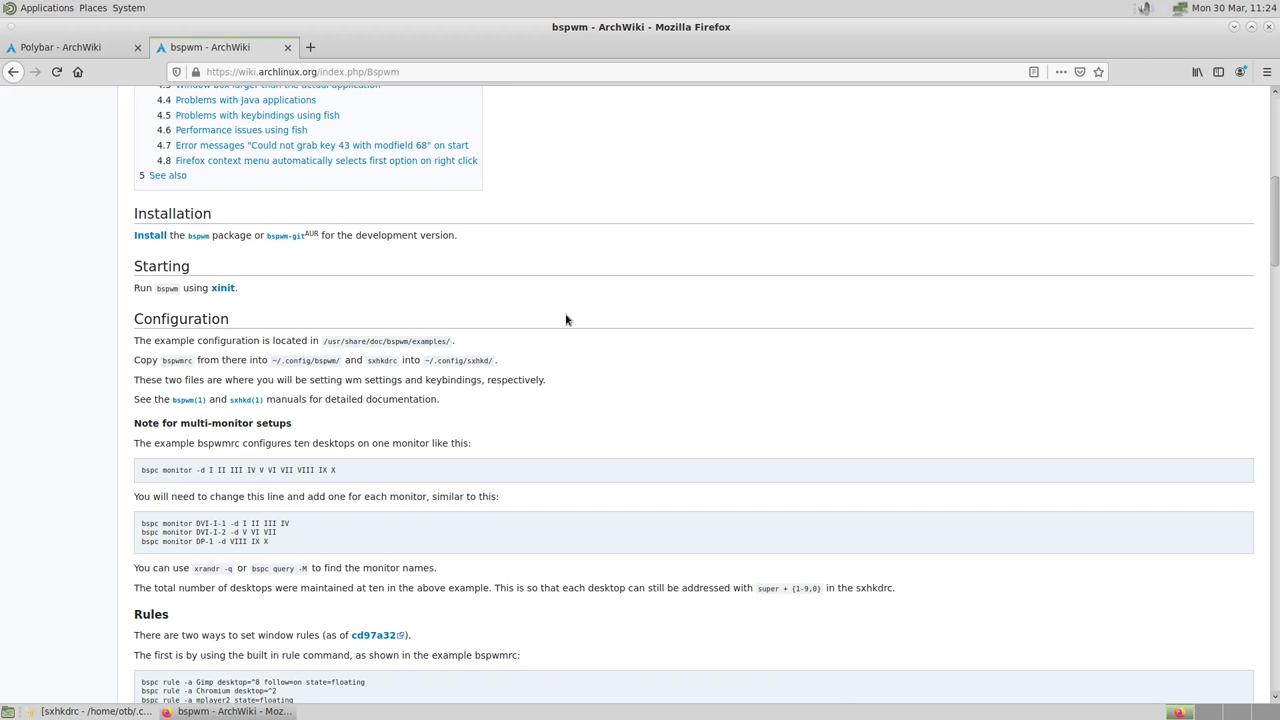 Applications Places System
Mon 30 Mar, 11:24
bspwm - ArchWiki - Mozilla Firefox
Polybar - ArchWiki
bspwm - ArchWiki
https://wiki.archlinux.org/index.php/Bspwm
4.3 Window box larger than the actual application
4.4 Problems with Java applications
4.5 Problems with keybindings using fish
4.6 Performance issues using fish
4.7 Error messages "Could not grab key 43 with modfield 68" on start
4.8 Firefox context menu automatically selects first option on right click
5 See also
Installation
Install the bspwm package or bspwm-gitAUR for the development version.
Starting
Run bspwm using xinit.
Configuration
The example configuration is located in /usr/share/doc/bspwm/examples/.
Copy bspwmrc from there into ~/.config/bspwm/ and sxhkdrc into ~/.config/sxhkd/.
These two files are where you will be setting wm settings and keybindings, respectively.
See the bspwm(1) and sxhkd(1) manuals for detailed documentation.
Note for multi-monitor setups
The example bspwmrc configures ten desktops on one monitor like this:
bspc monitor -d I II III IV V VI VII VIII IX X
You will need to change this line and add one for each monitor, similar to this:
bspc monitor DVI-I-1 -d I II III IV
bspc monitor DVI-I-2 -d V VI VII
bspc monitor DP-1 -d VIII IX X
You can use xrandr -q or bspc query -M to find the monitor names.
The total number of desktops were maintained at ten in the above example. This is so that each desktop can still be addressed with super + {1-9,0} in the sxhkdrc.
Rules
There are two ways to set window rules (as of cd97a32).
The first is by using the built in rule command, as shown in the example bspwmrc:
bspc rule -a Gimp desktop=^8 follow=on state=floating
bspc rule -a Chromium desktop=^2
bspc rule -a mplayer2 state=floating
[sxhkdrc - /home/otb/.c...
bspwm - ArchWiki - Moz...